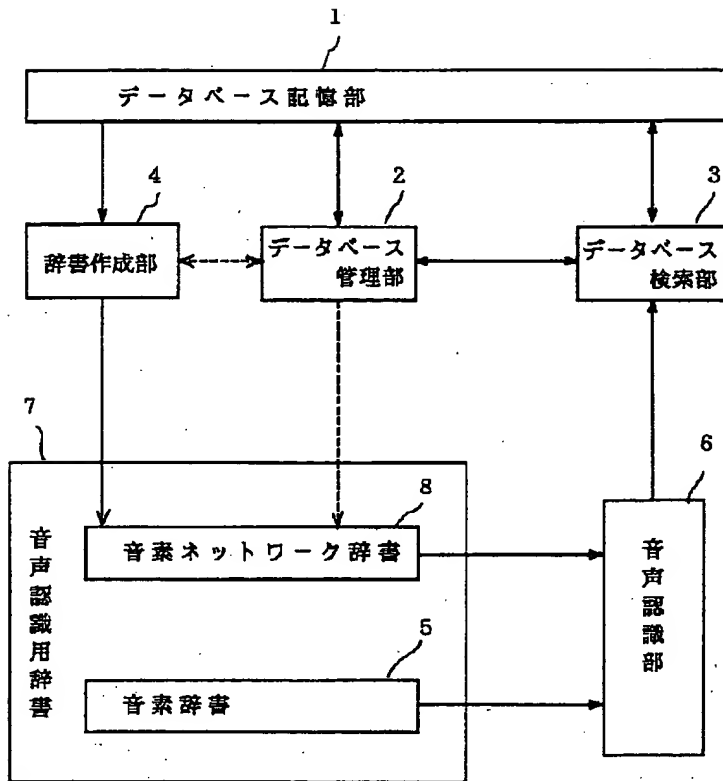 1
データベース記憶部
4
2
3
辞書作成部
データベース
管理部
データベース
検索部
7
8
6
音声認識用辞書
音素ネットワーク辞書
音声認識部
5
音素辞書